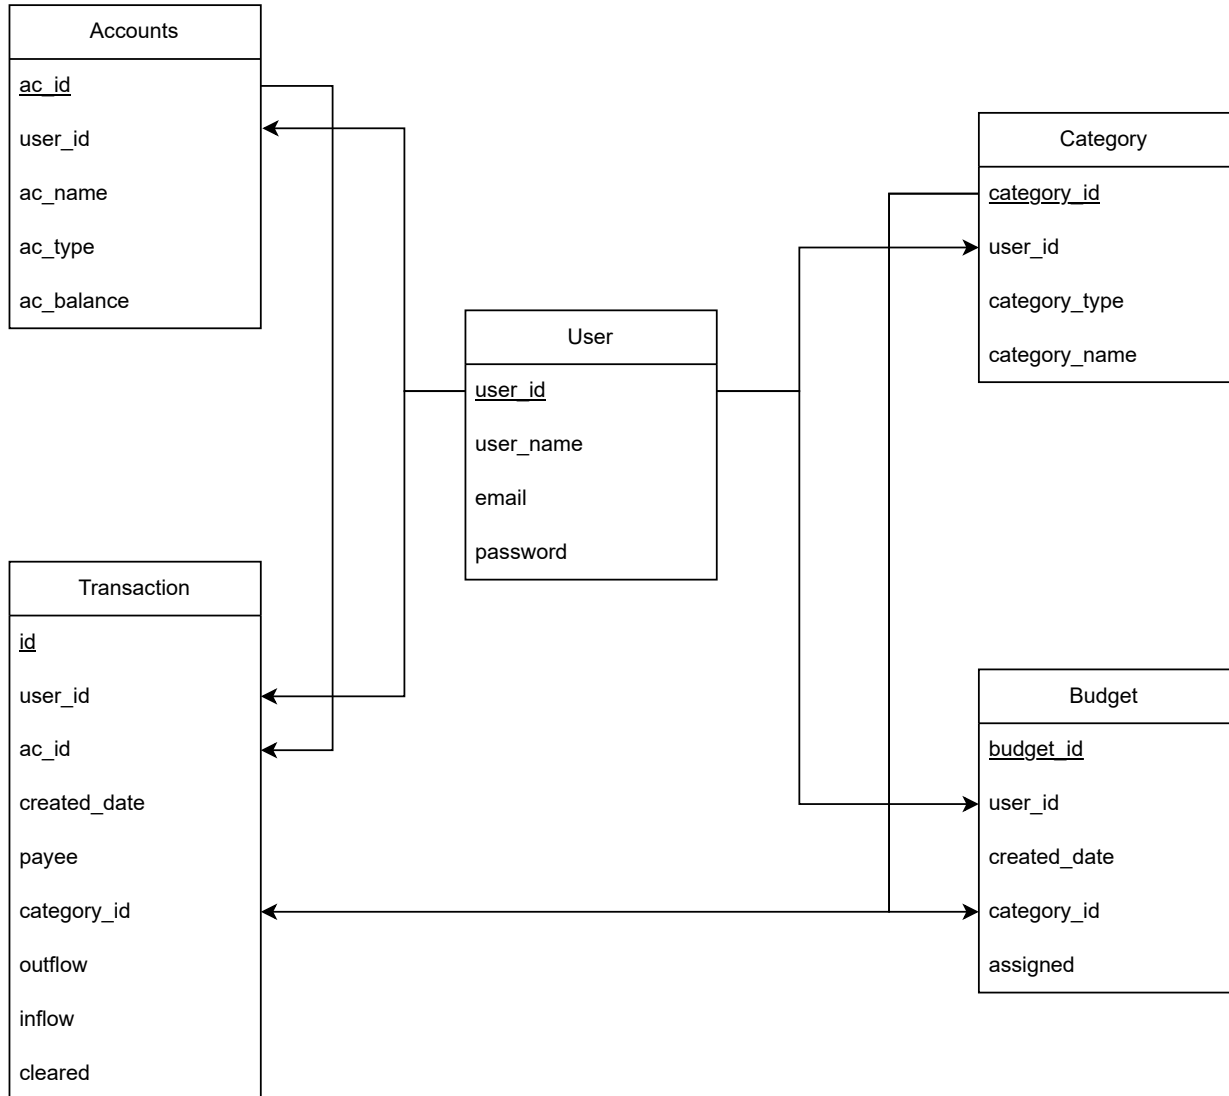 Accounts
ac_id
user_id
ac_name
ac_type
ac_balance
Category
category_id
user_id
category_type
category_name
User
user_id
user_name
email
password
Transaction
id
user_id
ac_id
created_date
payee
category_id
outflow
inflow
cleared
Budget
budget_id
user_id
created_date
category_id
assigned